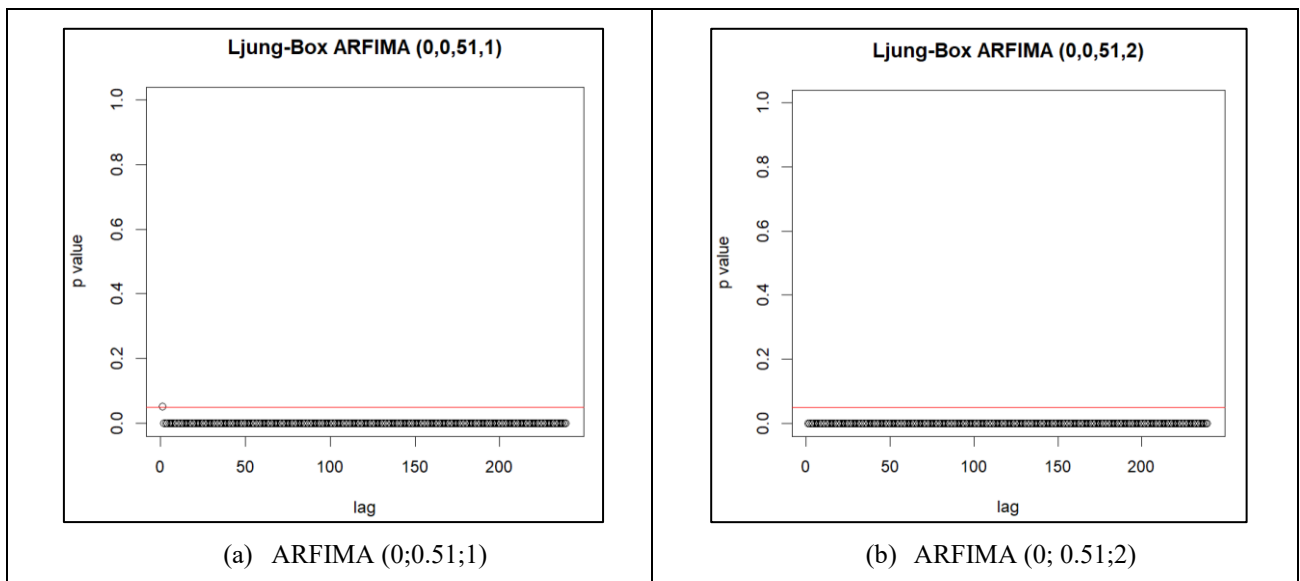 Ljung-Box ARFIMA (0,0,51,1)
p value
1.0
0.8
0.6
0.4
0.2
0.0
0 50 100 150 200
lag
(a) ARFIMA (0;0.51;1)
Ljung-Box ARFIMA (0,0,51,2)
p value
1.0
0.8
0.6
0.4
0.2
0.0
0 50 100 150 200
lag
(b) ARFIMA (0; 0.51;2)